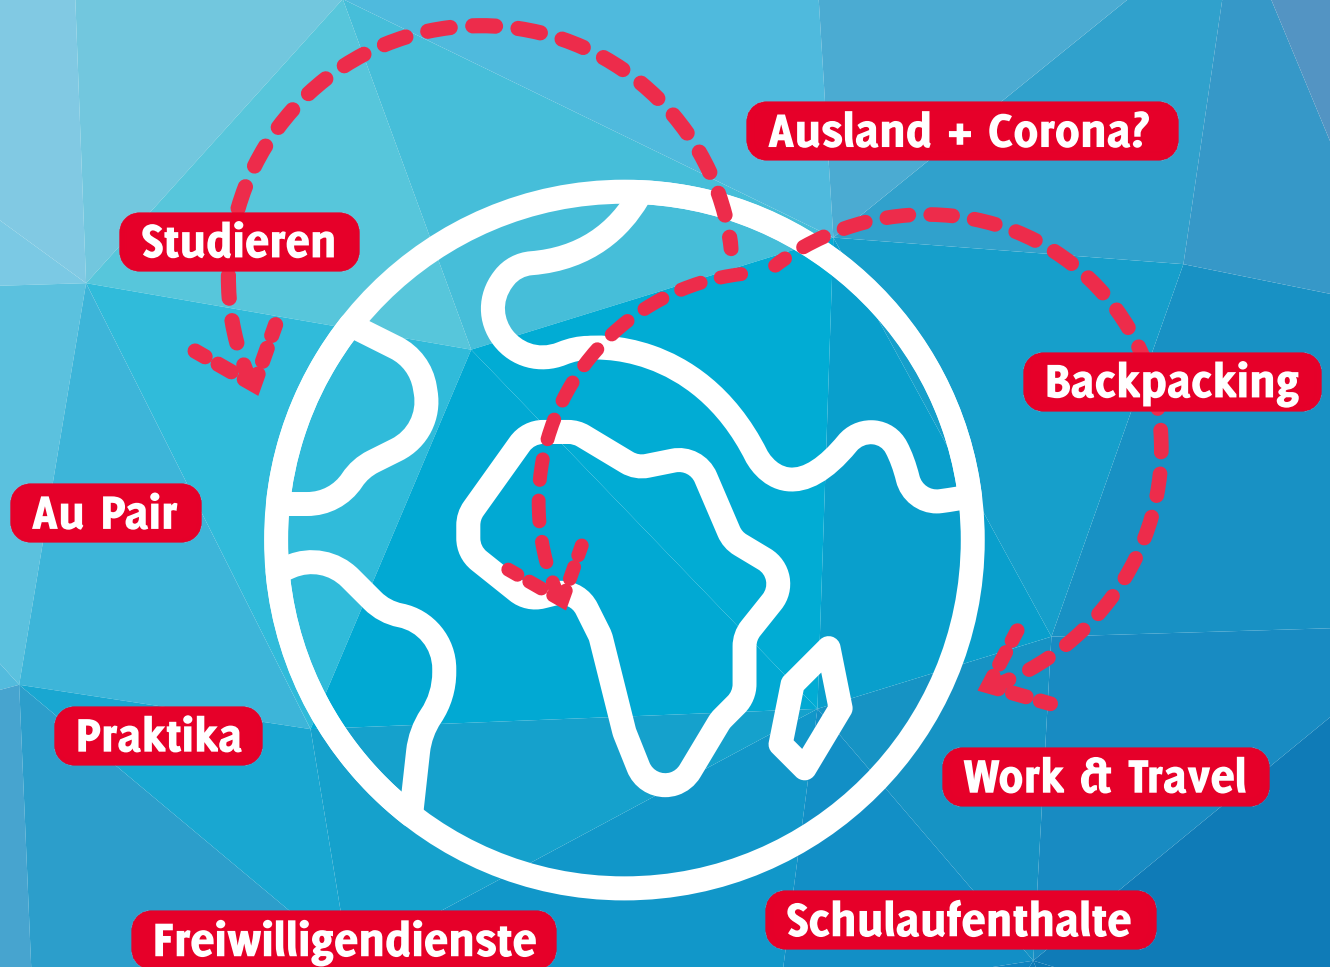 Ausland + Corona?
Studieren
Backpacking
Au Pair
Praktika
Work & Travel
Schulaufenthalte
Freiwilligendienste